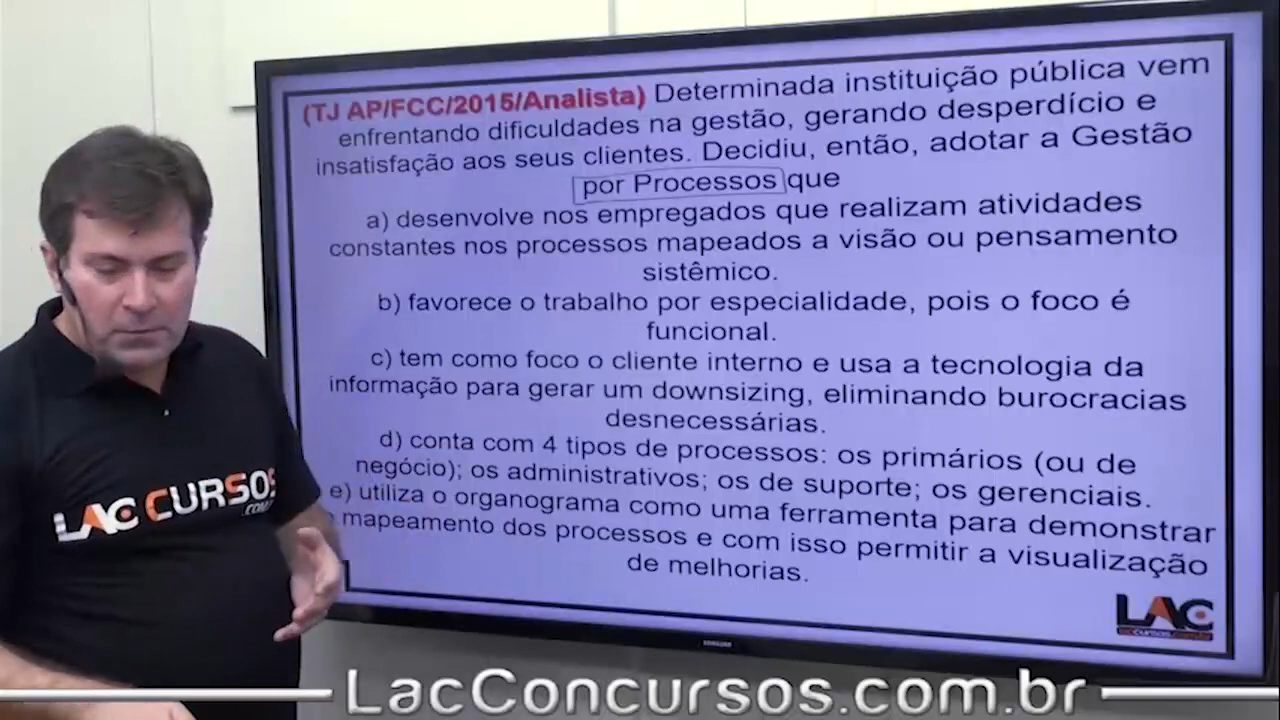 (TJ AP/FCC/2015/Analista) Determinada instituição pública vem
enfrentando dificuldades na gestão, gerando desperdício e
insatisfação aos seus clientes. Decidiu, então, adotar a Gestão
por Processos que
a) desenvolve nos empregados que realizam atividades
constantes nos processos mapeados a visão ou pensamento
sistêmico.
b) favorece o trabalho por especialidade, pois o foco é
funcional.
c) tem como foco o cliente interno e usa a tecnologia da
informação para gerar um downsizing, eliminando burocracias
desnecessárias.
d) conta com 4 tipos de processos: os primários (ou de
negócio); os administrativos; os de suporte; os gerenciais.
e) utiliza o organograma como uma ferramenta para demonstrar
mapeamento dos processos e com isso permitir a visualização
de melhorias.
LAC
LAC CURSOS
.COM
LacConcursos.com.br